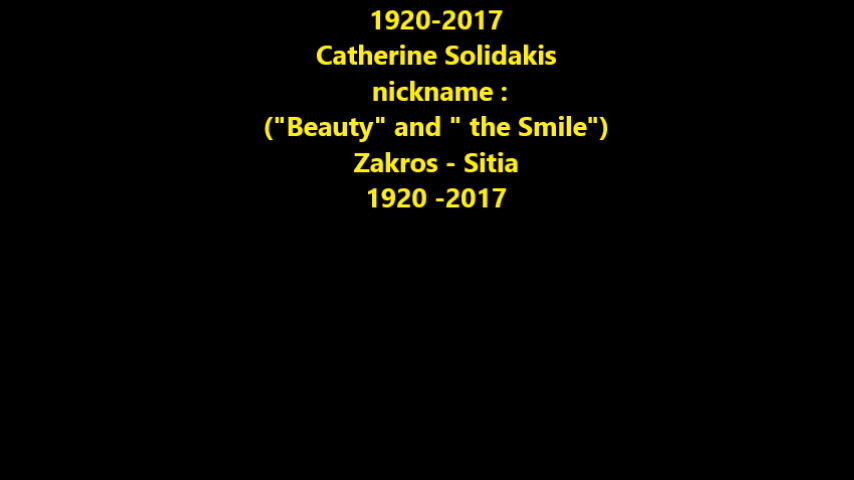 1920-2017
Catherine Solidakis
nickname :
("Beauty" and " the Smile")
Zakros - Sitia
1920 -2017